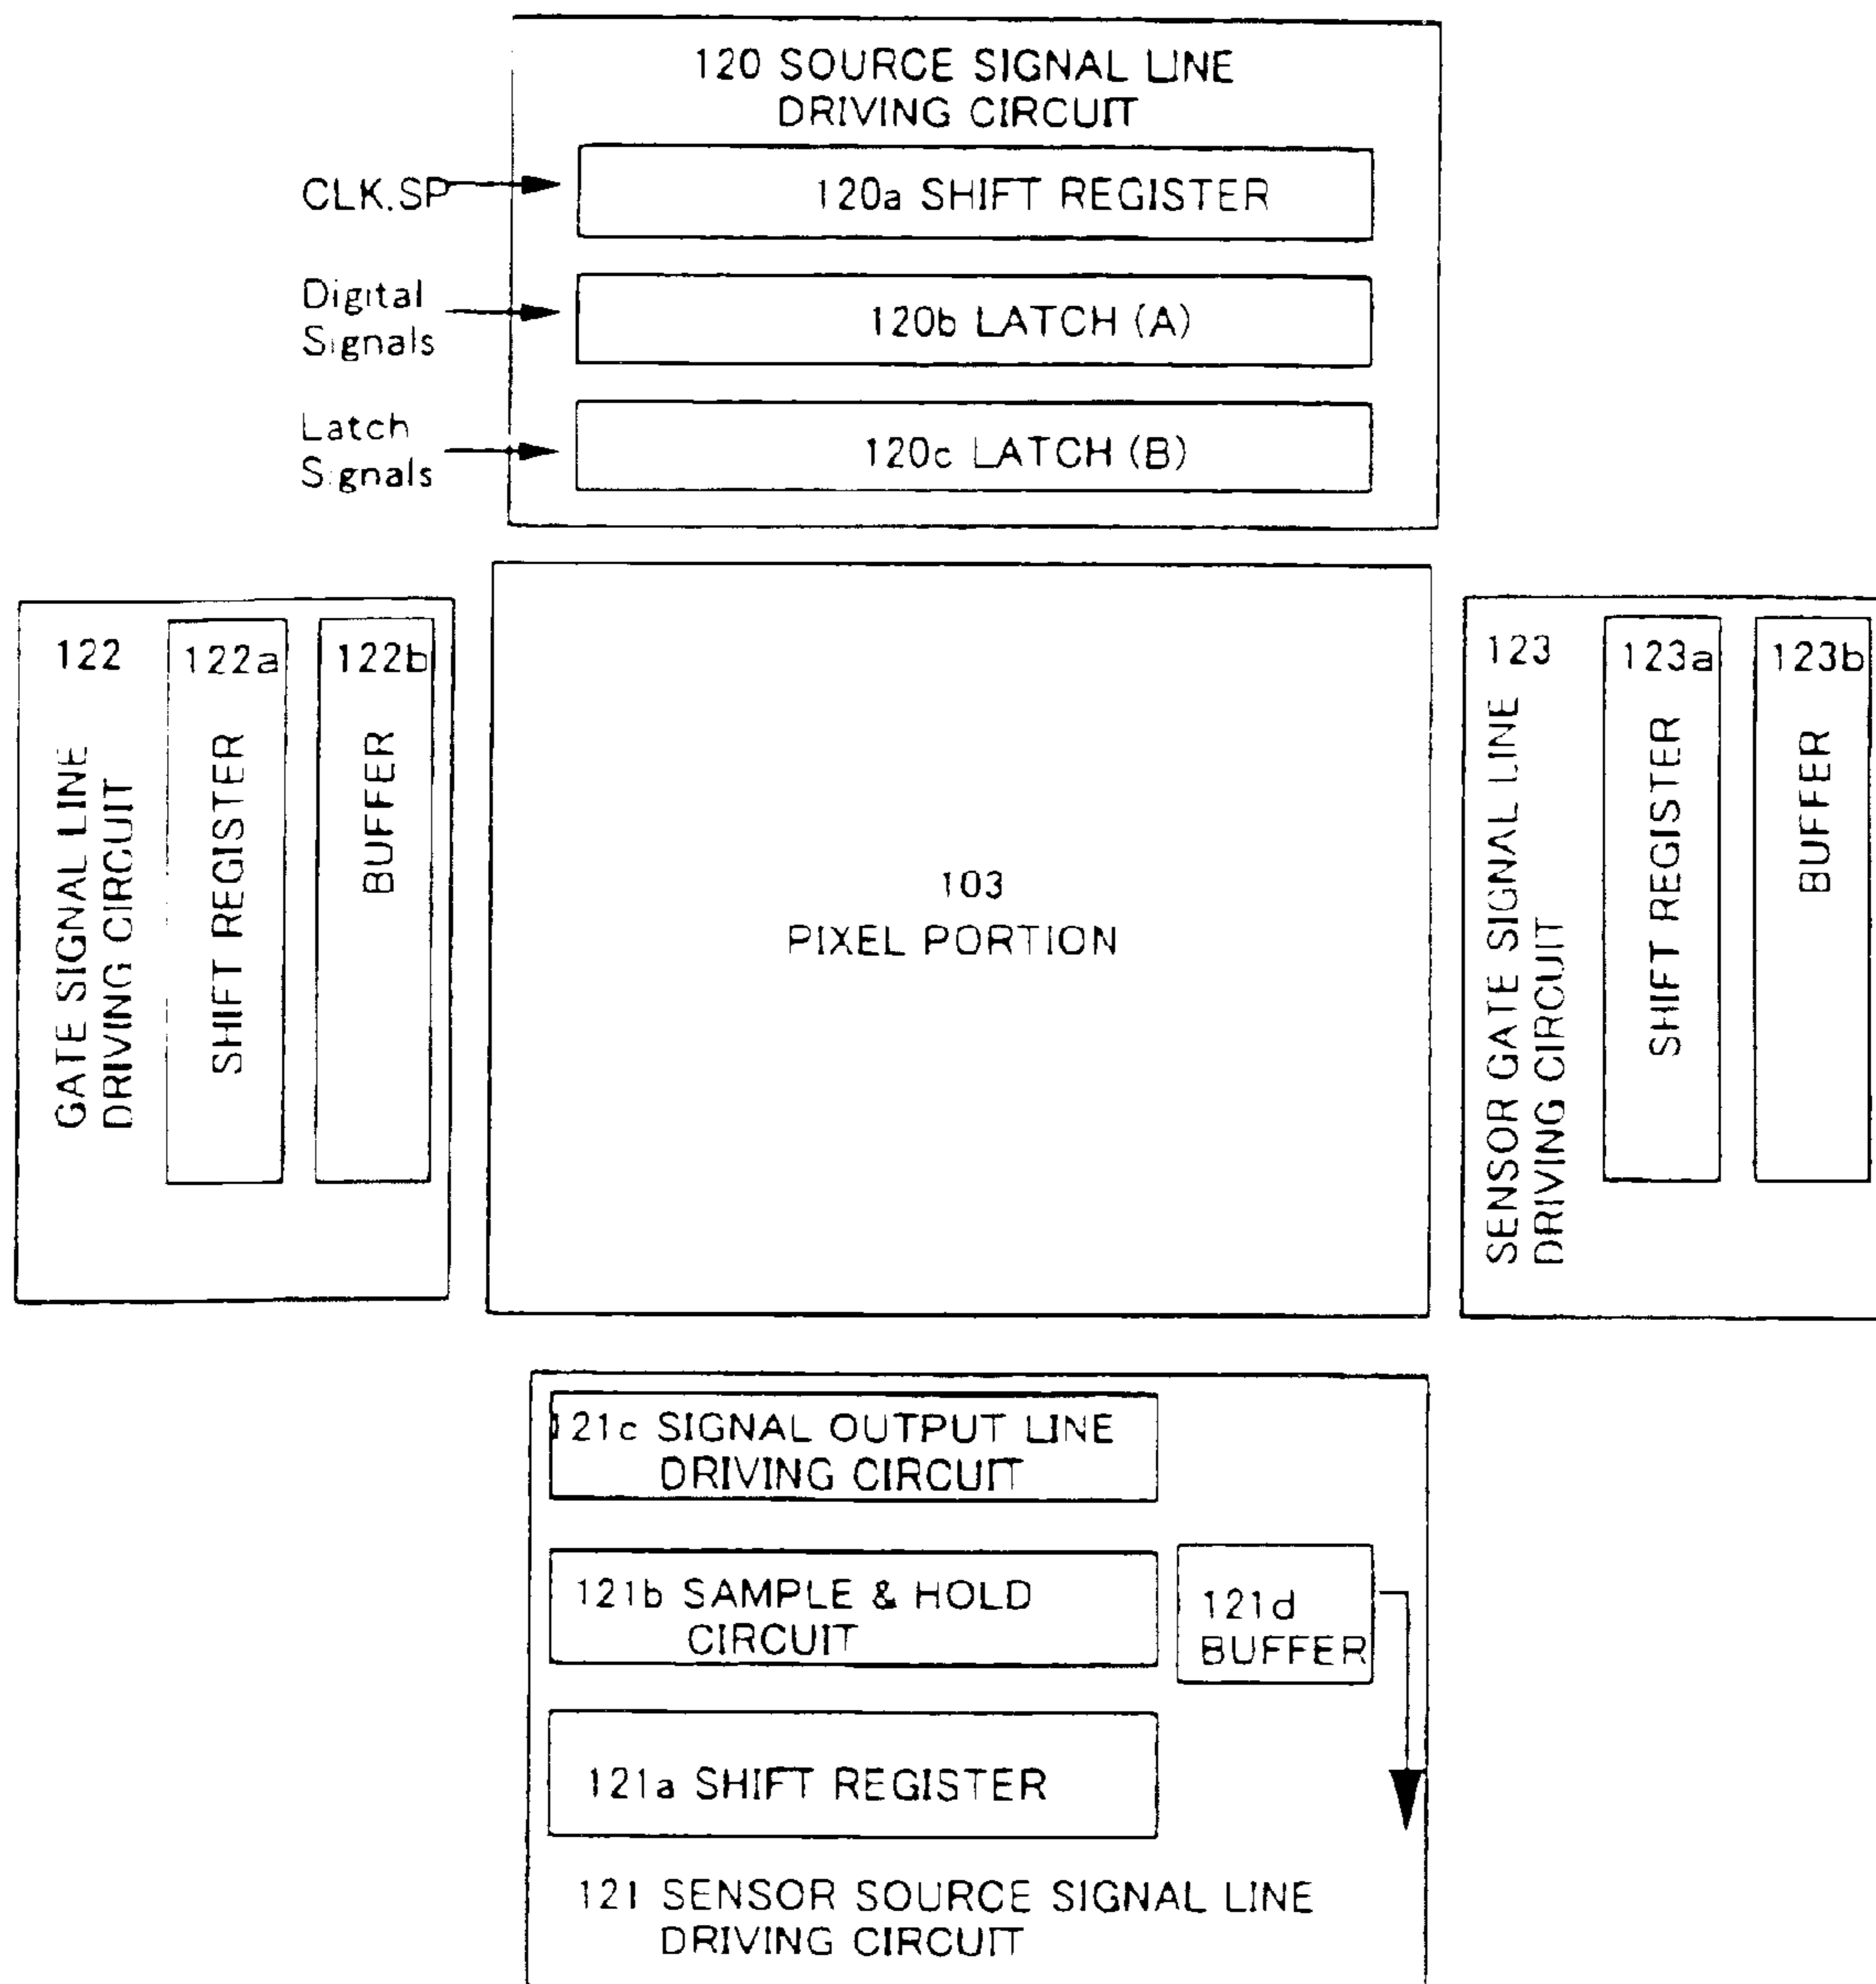 120 SOURCE SIGNAL LINE
DRIVING CIRCUIT
CLK.SP
120a SHIFT REGISTER
Digital
Signals
120b LATCH (A)
Latch
Signals
120c LATCH (B)
122
GATE SIGNAL LINE
DRIVING CIRCUIT
122a
SHIFT REGISTER
122b
BUFFER
103
PIXEL PORTION
123
SENSOR GATE SIGNAL LINE
DRIVING CIRCUIT
123a
SHIFT REGISTER
123b
BUFFER
121c SIGNAL OUTPUT LINE
DRIVING CIRCUIT
121b SAMPLE & HOLD
CIRCUIT
121d
BUFFER
121a SHIFT REGISTER
121 SENSOR SOURCE SIGNAL LINE
DRIVING CIRCUIT